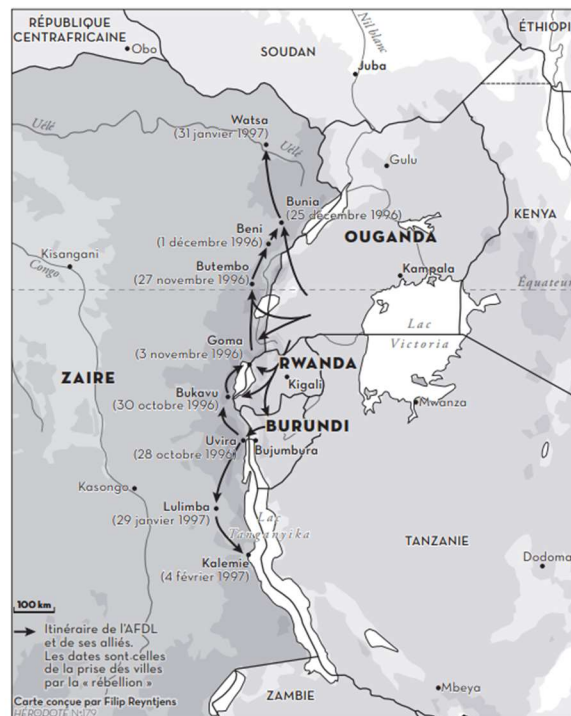 RÉPUBLIQUE
CENTRAFRICAINE
Obo
SOUDAN
Nil blanc
ÉTHIOPI
Juba
Watsa
(31 janvier 1997)
Uélé
Uélé
Gulu
Bunia
(25 décembre 1996)
KENYA
OUGANDA
Beni
(1 décembre 1996)
Kisangani
Congo
Butembo
(27 novembre 1996)
Kampala
Équateur
Lac
Victoria
Goma
(3 novembre 1996)
ZAIRE
RWANDA
Kigali
Bukavu
(30 octobre 1996)
Mwanza
BURUNDI
Uvira
(28 octobre 1996)
Bujumbura
Kasongo
Lulimba
(29 janvier 1997)
Lac
Tanganyika
TANZANIE
Kalemie
(4 février 1997)
Dodoma
100 km
Itinéraire de l'AFDL
et de ses alliés.
Les dates sont celles
de la prise des villes
par la « rébellion »
Carte conçue par Filip Reyntjens
HÉRODOTE N°179
ZAMBIE
Mbeya